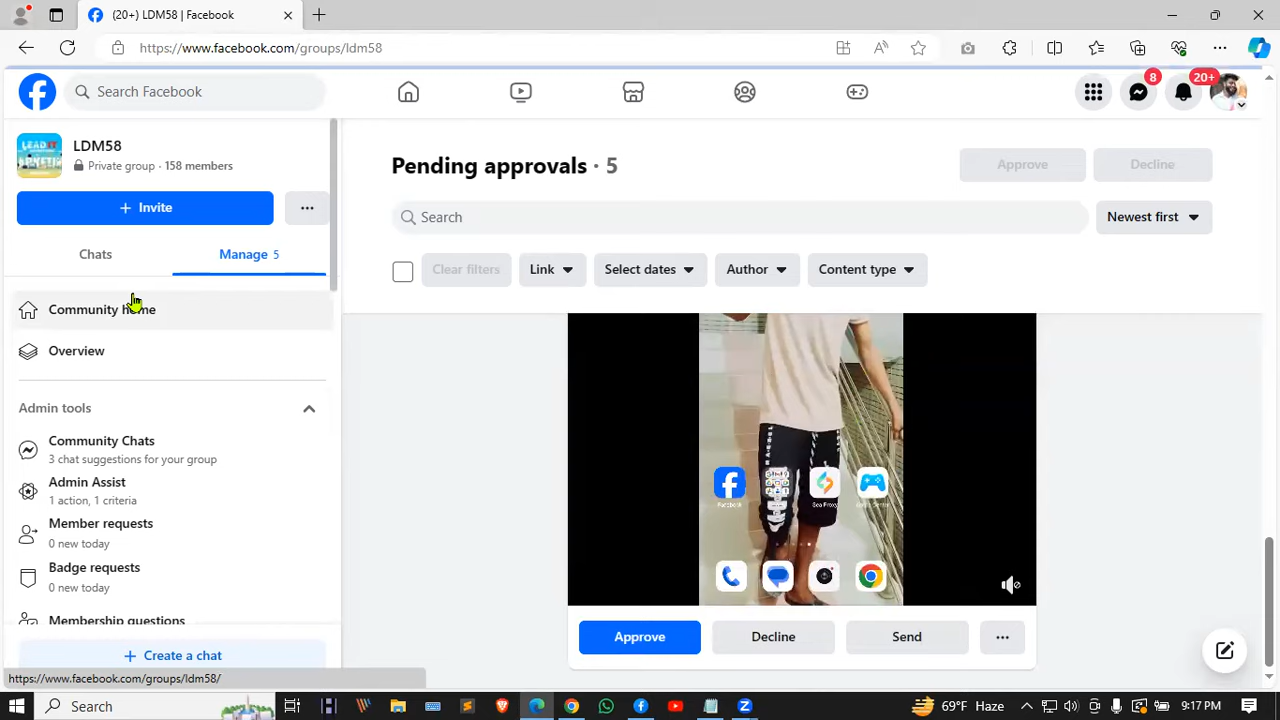 (20+) LDM58 | Facebook
https://www.facebook.com/groups/ldm58
Search Facebook
8
20+
LDM58
Private group · 158 members
+ Invite
Chats
Manage 5
Community home
Overview
Admin tools
Community Chats
3 chat suggestions for your group
Admin Assist
1 action, 1 criteria
Member requests
0 new today
Badge requests
0 new today
Membership questions
+ Create a chat
https://www.facebook.com/groups/ldm58/
Pending approvals · 5
Approve
Decline
Search
Newest first
Clear filters
Link
Select dates
Author
Content type
Facebook
Approve
Decline
Send
Search
69°F Haze
9:17 PM